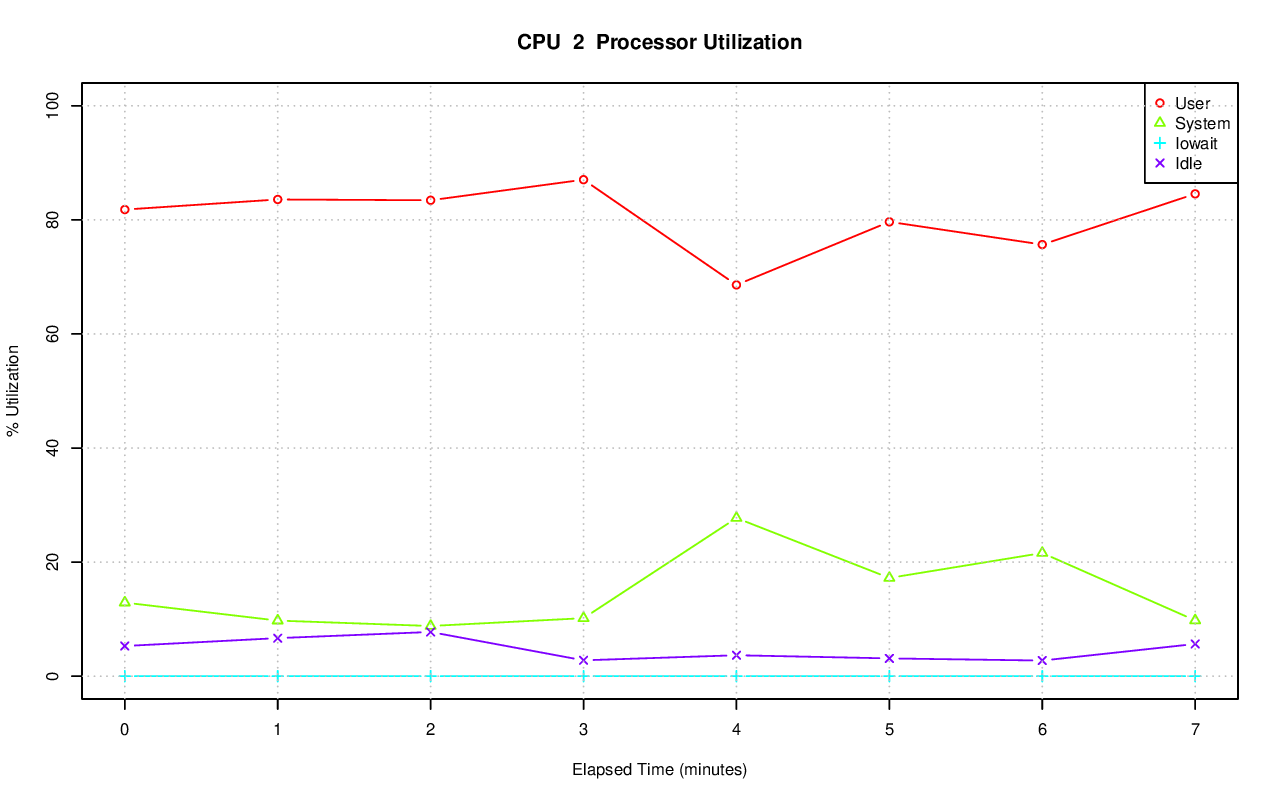 CPU  2  Processor Utilization
User
System
Iowait
Idle
% Utilization
100
80
60
40
20
0
0 1 2 3 4 5 6 7
Elapsed Time (minutes)